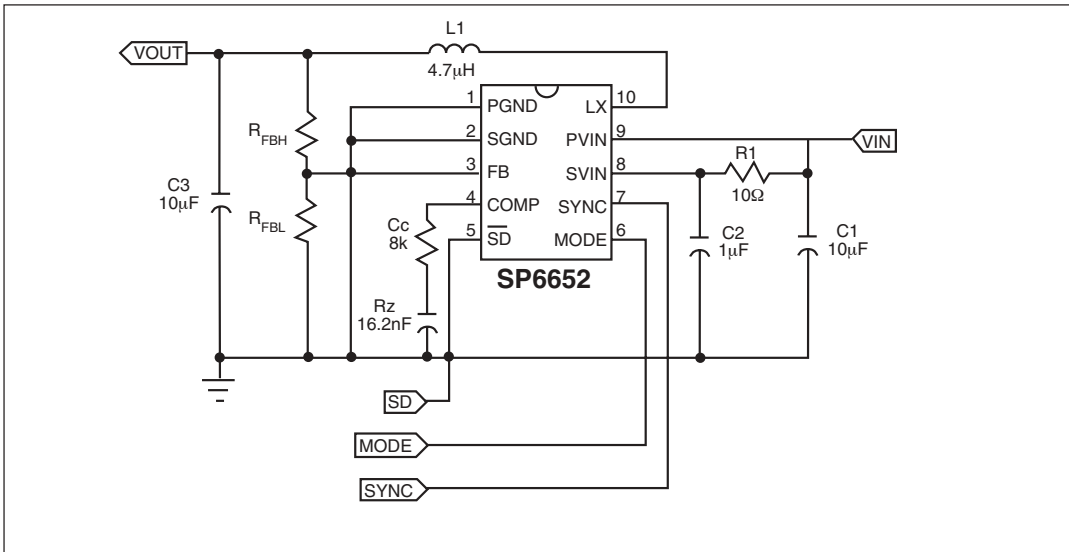 L1
4.7µH
VOUT
1
PGND
LX
10
2
SGND
PVIN
9
VIN
R_FBH
3
FB
SVIN
8
R1
10Ω
C3
10µF
4
COMP
SYNC
7
Cc
8k
R_FBL
5
SD
MODE
6
C2
1µF
C1
10µF
SP6652
Rz
16.2nF
SD
MODE
SYNC